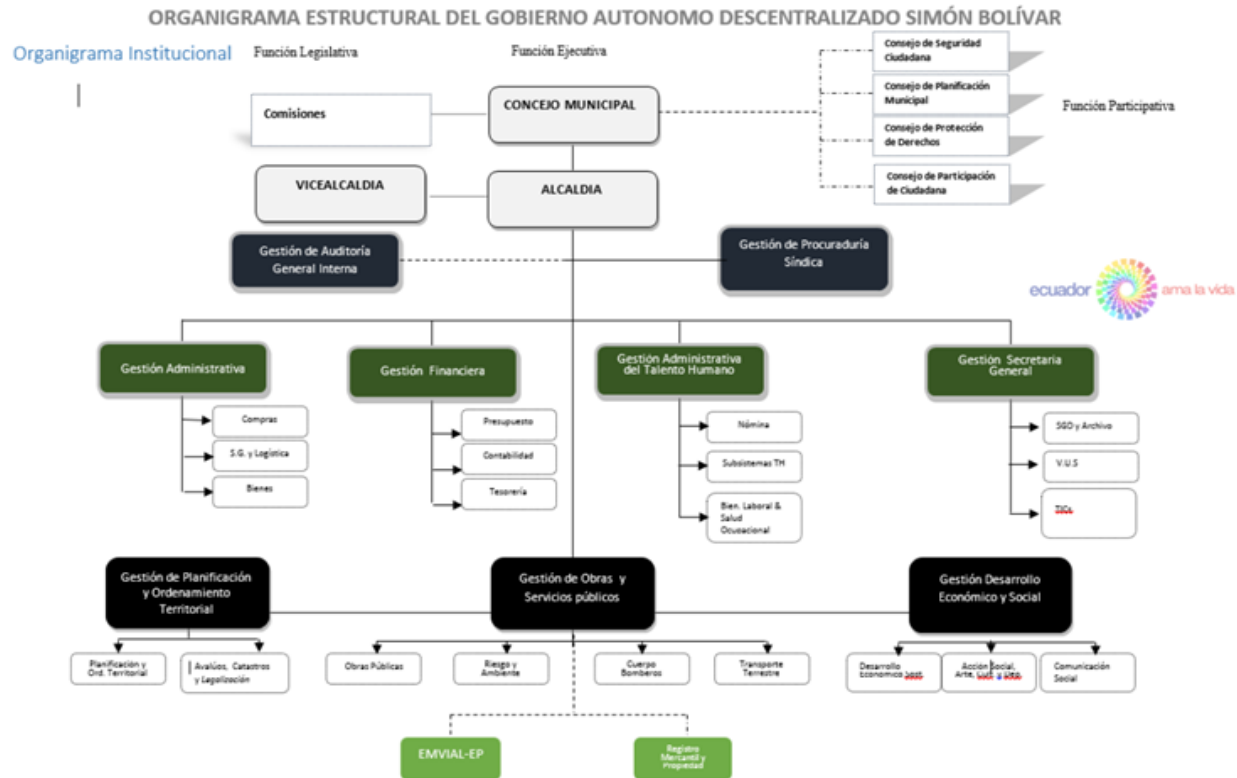 ORGANIGRAMA ESTRUCTURAL DEL GOBIERNO AUTONOMO DESCENTRALIZADO SIMÓN BOLÍVAR
Organigrama Institucional
Función Legislativa
Función Ejecutiva
Función Participativa
Comisiones
CONCEJO MUNICIPAL
Consejo de Seguridad
Ciudadana
Consejo de Planificación
Municipal
Consejo de Protección
de Derechos
Consejo de Participación
de Ciudadana
VICEALCALDIA
ALCALDIA
Gestión de Auditoría
General Interna
Gestión de Procuraduría
Síndica
ecuador ama la vida
Gestión Administrativa
Gestión Financiera
Gestión Administrativa
del Talento Humano
Gestión Secretaria
General
Compras
S.G. y Logística
Bienes
Presupuesto
Contabilidad
Tesorería
Nómina
Subsistemas TH
Bien. Laboral &
Salud
Ocupacional
SGD y Archivo
V.U.S
TICs
Gestión de Planificación
y Ordenamiento
Territorial
Gestión de Obras y
Servicios públicos
Gestión Desarrollo
Económico y Social
Planificación y
Ord. Territorial
Avalúos, Catastros
y Legalización
Obras Públicas
Riesgo y
Ambiente
Cuerpo
Bomberos
Transporte
Terrestre
Desarrollo
Economico Sost.
Acción Social,
Arte, Cult. y Dep.
Comunicación
Social
EMVIAL-EP
Registro
Mercantil y
Propiedad